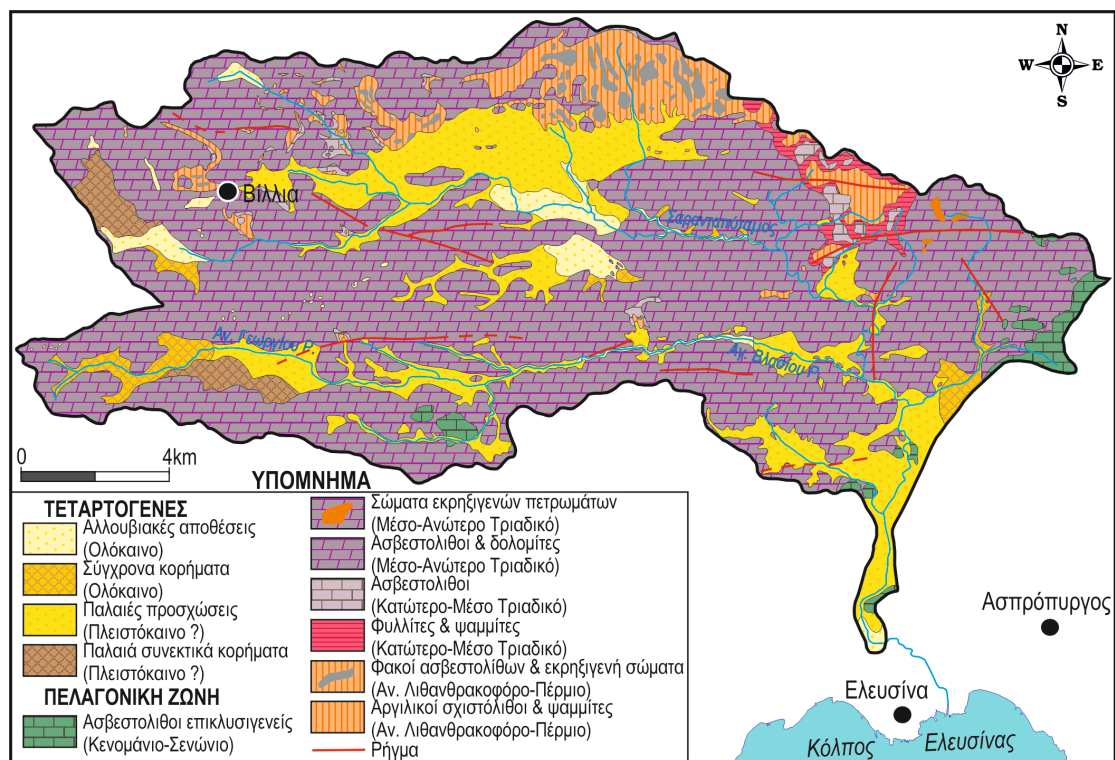 N
W E
S
Βίλλια
Σαρανταπόταμος
Αγ. Γεωργίου Ρ.
Αγ. Βλασίου Ρ.
0 4km
ΥΠΟΜΝΗΜΑ
ΤΕΤΑΡΤΟΓΕΝΕΣ
Αλλουβιακές αποθέσεις
(Ολόκαινο)
Σύγχρονα κορήματα
(Ολόκαινο)
Παλαιές προσχώσεις
(Πλειστόκαινο ?)
Παλαιά συνεκτικά κορήματα
(Πλειστόκαινο ?)
ΠΕΛΑΓΟΝΙΚΗ ΖΩΝΗ
Ασβεστολιθοι επικλυσιγενείς
(Κενομάνιο-Σενώνιο)
Σώματα εκρηξιγενών πετρωμάτων
(Μέσο-Ανώτερο Τριαδικό)
Ασβεστολιθοι & δολομίτες
(Μέσο-Ανώτερο Τριαδικό)
Ασβεστολιθοι
(Κατώτερο-Μέσο Τριαδικό)
Φυλλίτες & ψαμμίτες
(Κατώτερο-Μέσο Τριαδικό)
Φακοί ασβεστολίθων & εκρηξιγενή σώματα
(Αν. Λιθανθρακοφόρο-Πέρμιο)
Αργιλικοί σχιστόλιθοι & ψαμμίτες
(Αν. Λιθανθρακοφόρο-Πέρμιο)
Ρήγμα
Ασπρόπυργος
Ελευσίνα
Κόλπος Ελευσίνας